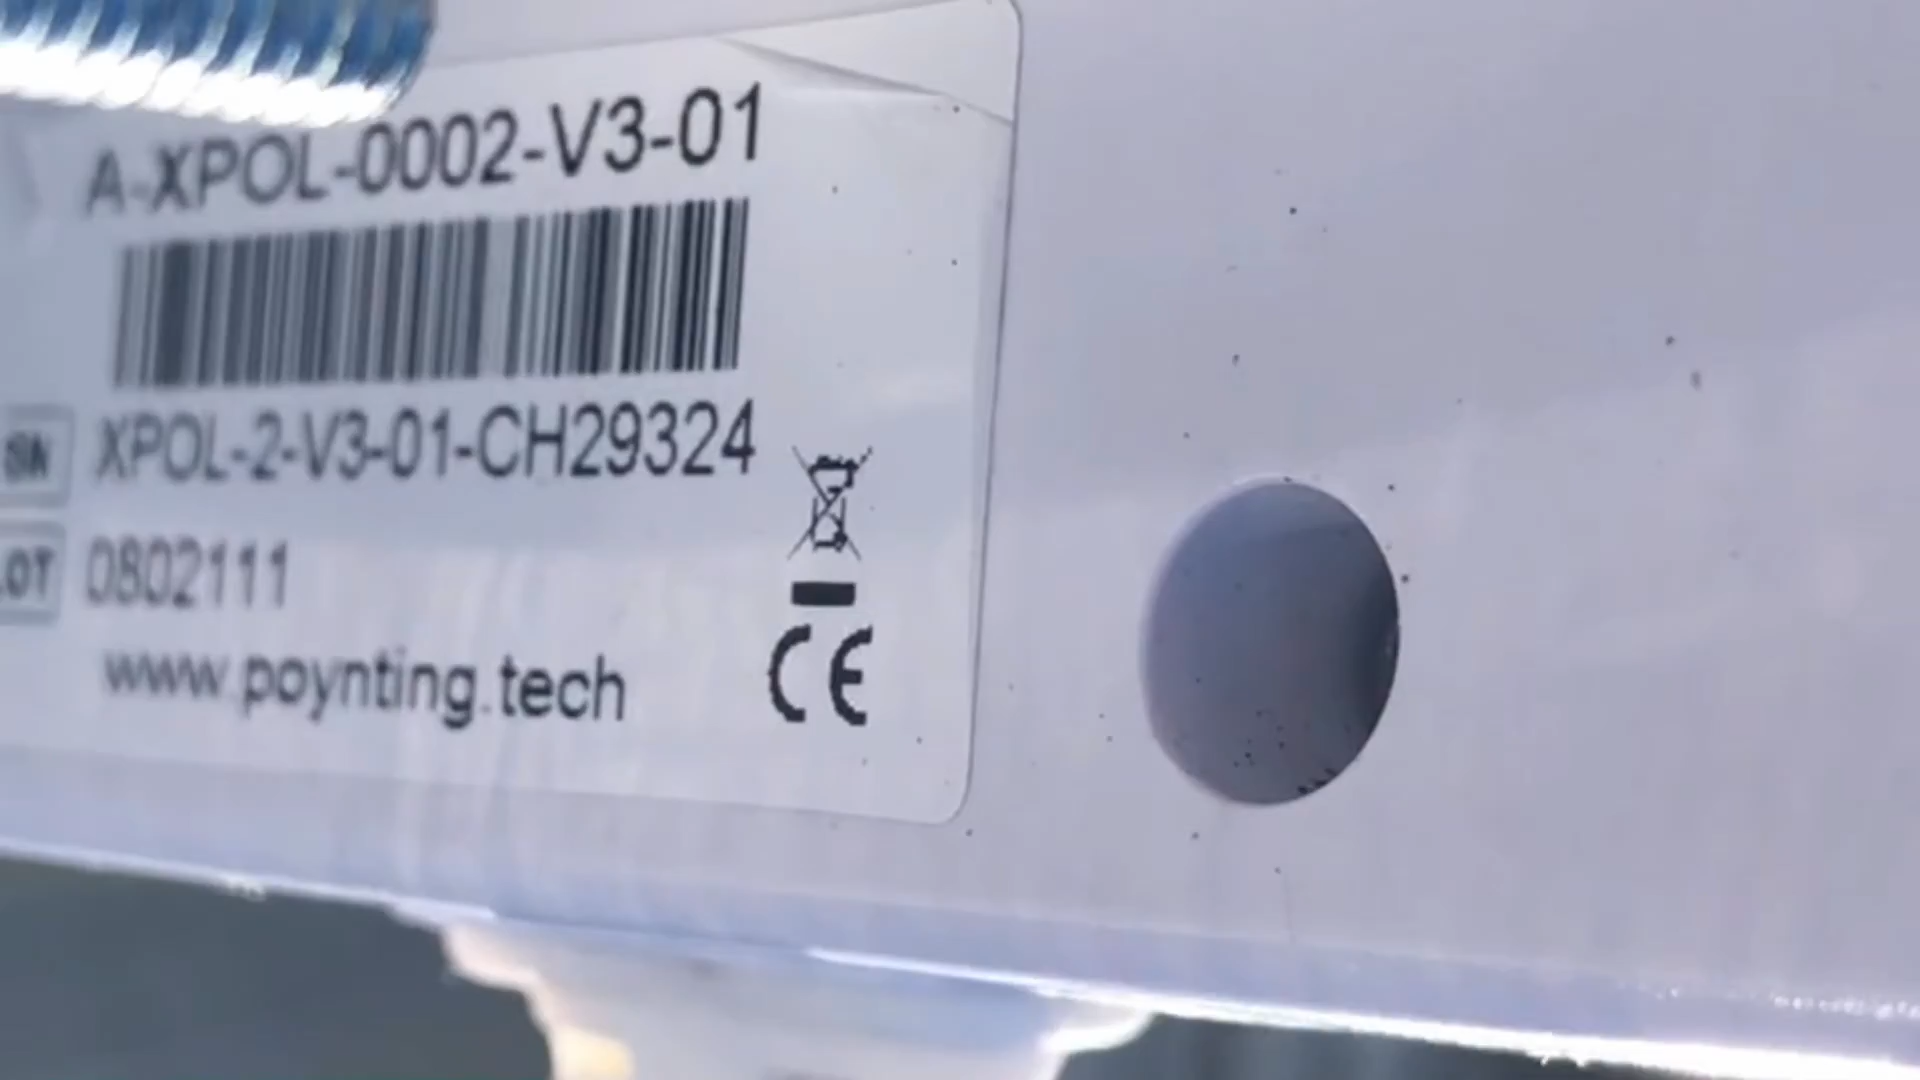 A-XPOL-0002-V3-01
SN XPOL-2-V3-01-CH29324
LOT 0802111
www.poynting.tech
CE